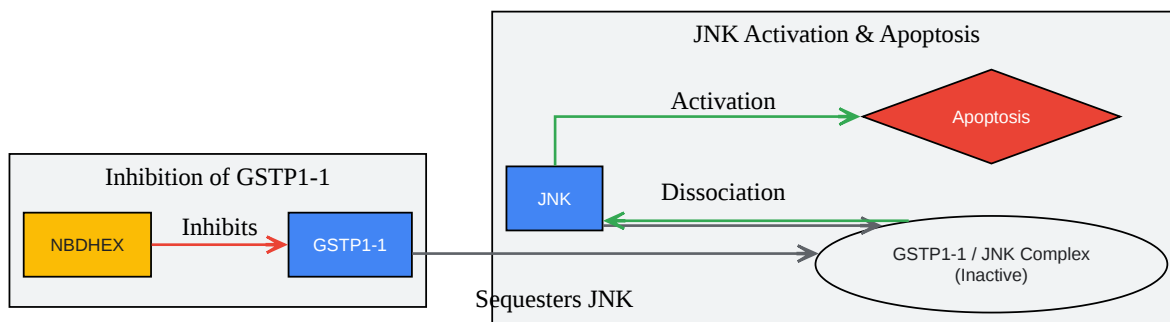 JNK Activation & Apoptosis
Activation
Apoptosis
Inhibition of GSTP1-1
JNK
Dissociation
NBDHEX
Inhibits
GSTP1-1
GSTP1-1 / JNK Complex
(Inactive)
Sequesters JNK